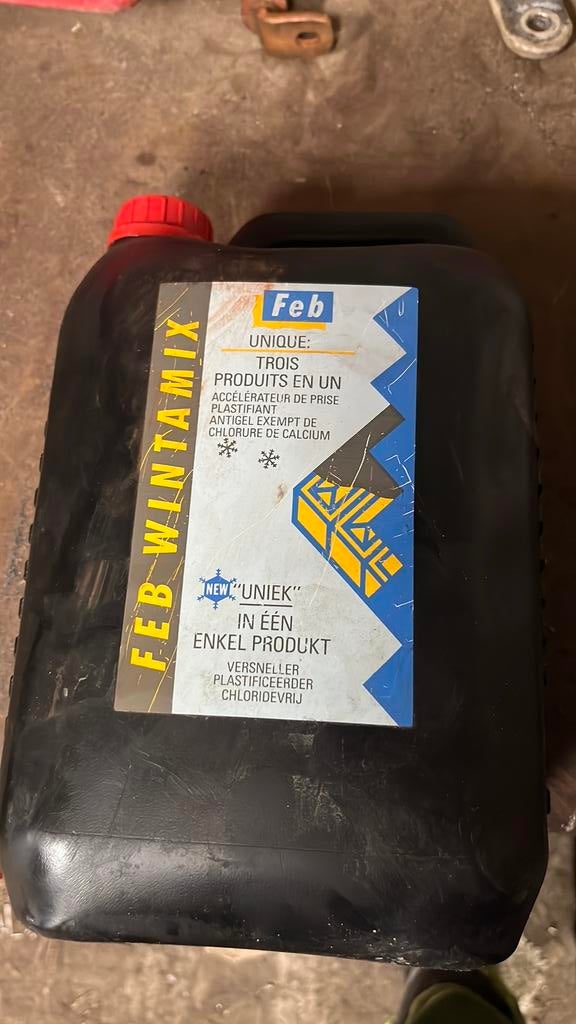 Feb
UNIQUE:
TROIS
PRODUITS EN UN
ACCÉLÉRATEUR DE PRISE
PLASTIFIANT
ANTIGEL EXEMPT DE
CHLORURE DE CALCIUM
FEB WINTAMIX
NEW "UNIEK"
IN ÉÉN
ENKEL PRODUKT
VERSNELLER
PLASTIFICEERDER
CHLORIDEVRIJ